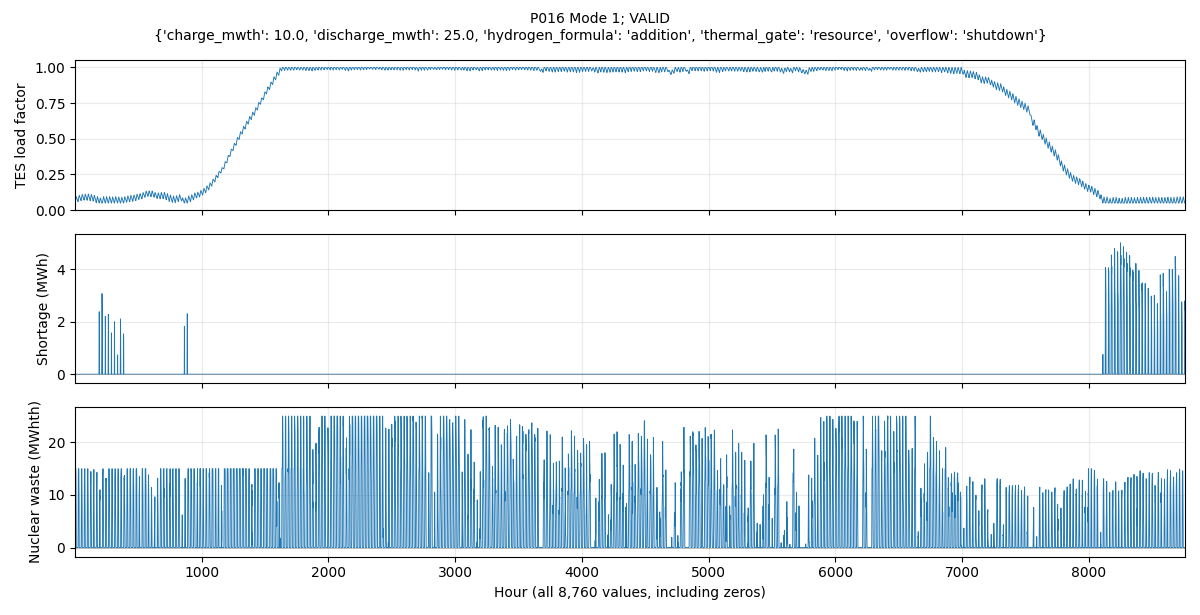 P016 Mode 1; VALID
{'charge_mwth': 10.0, 'discharge_mwth': 25.0, 'hydrogen_formula': 'addition', 'thermal_gate': 'resource', 'overflow': 'shutdown'}
TES load factor
1.00
0.75
0.50
0.25
0.00
Shortage (MWh)
4
2
0
Nuclear waste (MWhth)
20
10
0
1000 2000 3000 4000 5000 6000 7000 8000
Hour (all 8,760 values, including zeros)